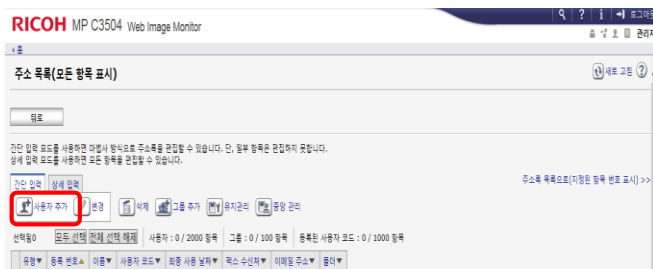 RICOH MP C3504 Web Image Monitor
? i 로그아웃
관리자
홈
주소 목록(모든 항목 표시)
새로 고침 ?
뒤로
간단 입력 모드를 사용하면 마법사 방식으로 주소록을 편집할 수 있습니다. 단, 일부 항목은 편집하지 못합니다.
상세 입력 모드를 사용하면 모든 항목을 편집할 수 있습니다.
간단 입력 상세 입력
주소록 목록으로(지정된 항목 번호 표시) >>
사용자 추가 변경 삭제 그룹 추가 유지관리 중앙 관리
선택됨0 모두 선택 전체 선택 해제 사용자 : 0 / 2000 항목 그룹 : 0 / 100 항목 등록된 사용자 코드 : 0 / 1000 항목
유형▼ 등록 번호▲ 이름▼ 사용자 코드▼ 최종 사용 날짜▼ 팩스 수신처▼ 이메일 주소▼ 폴더▼